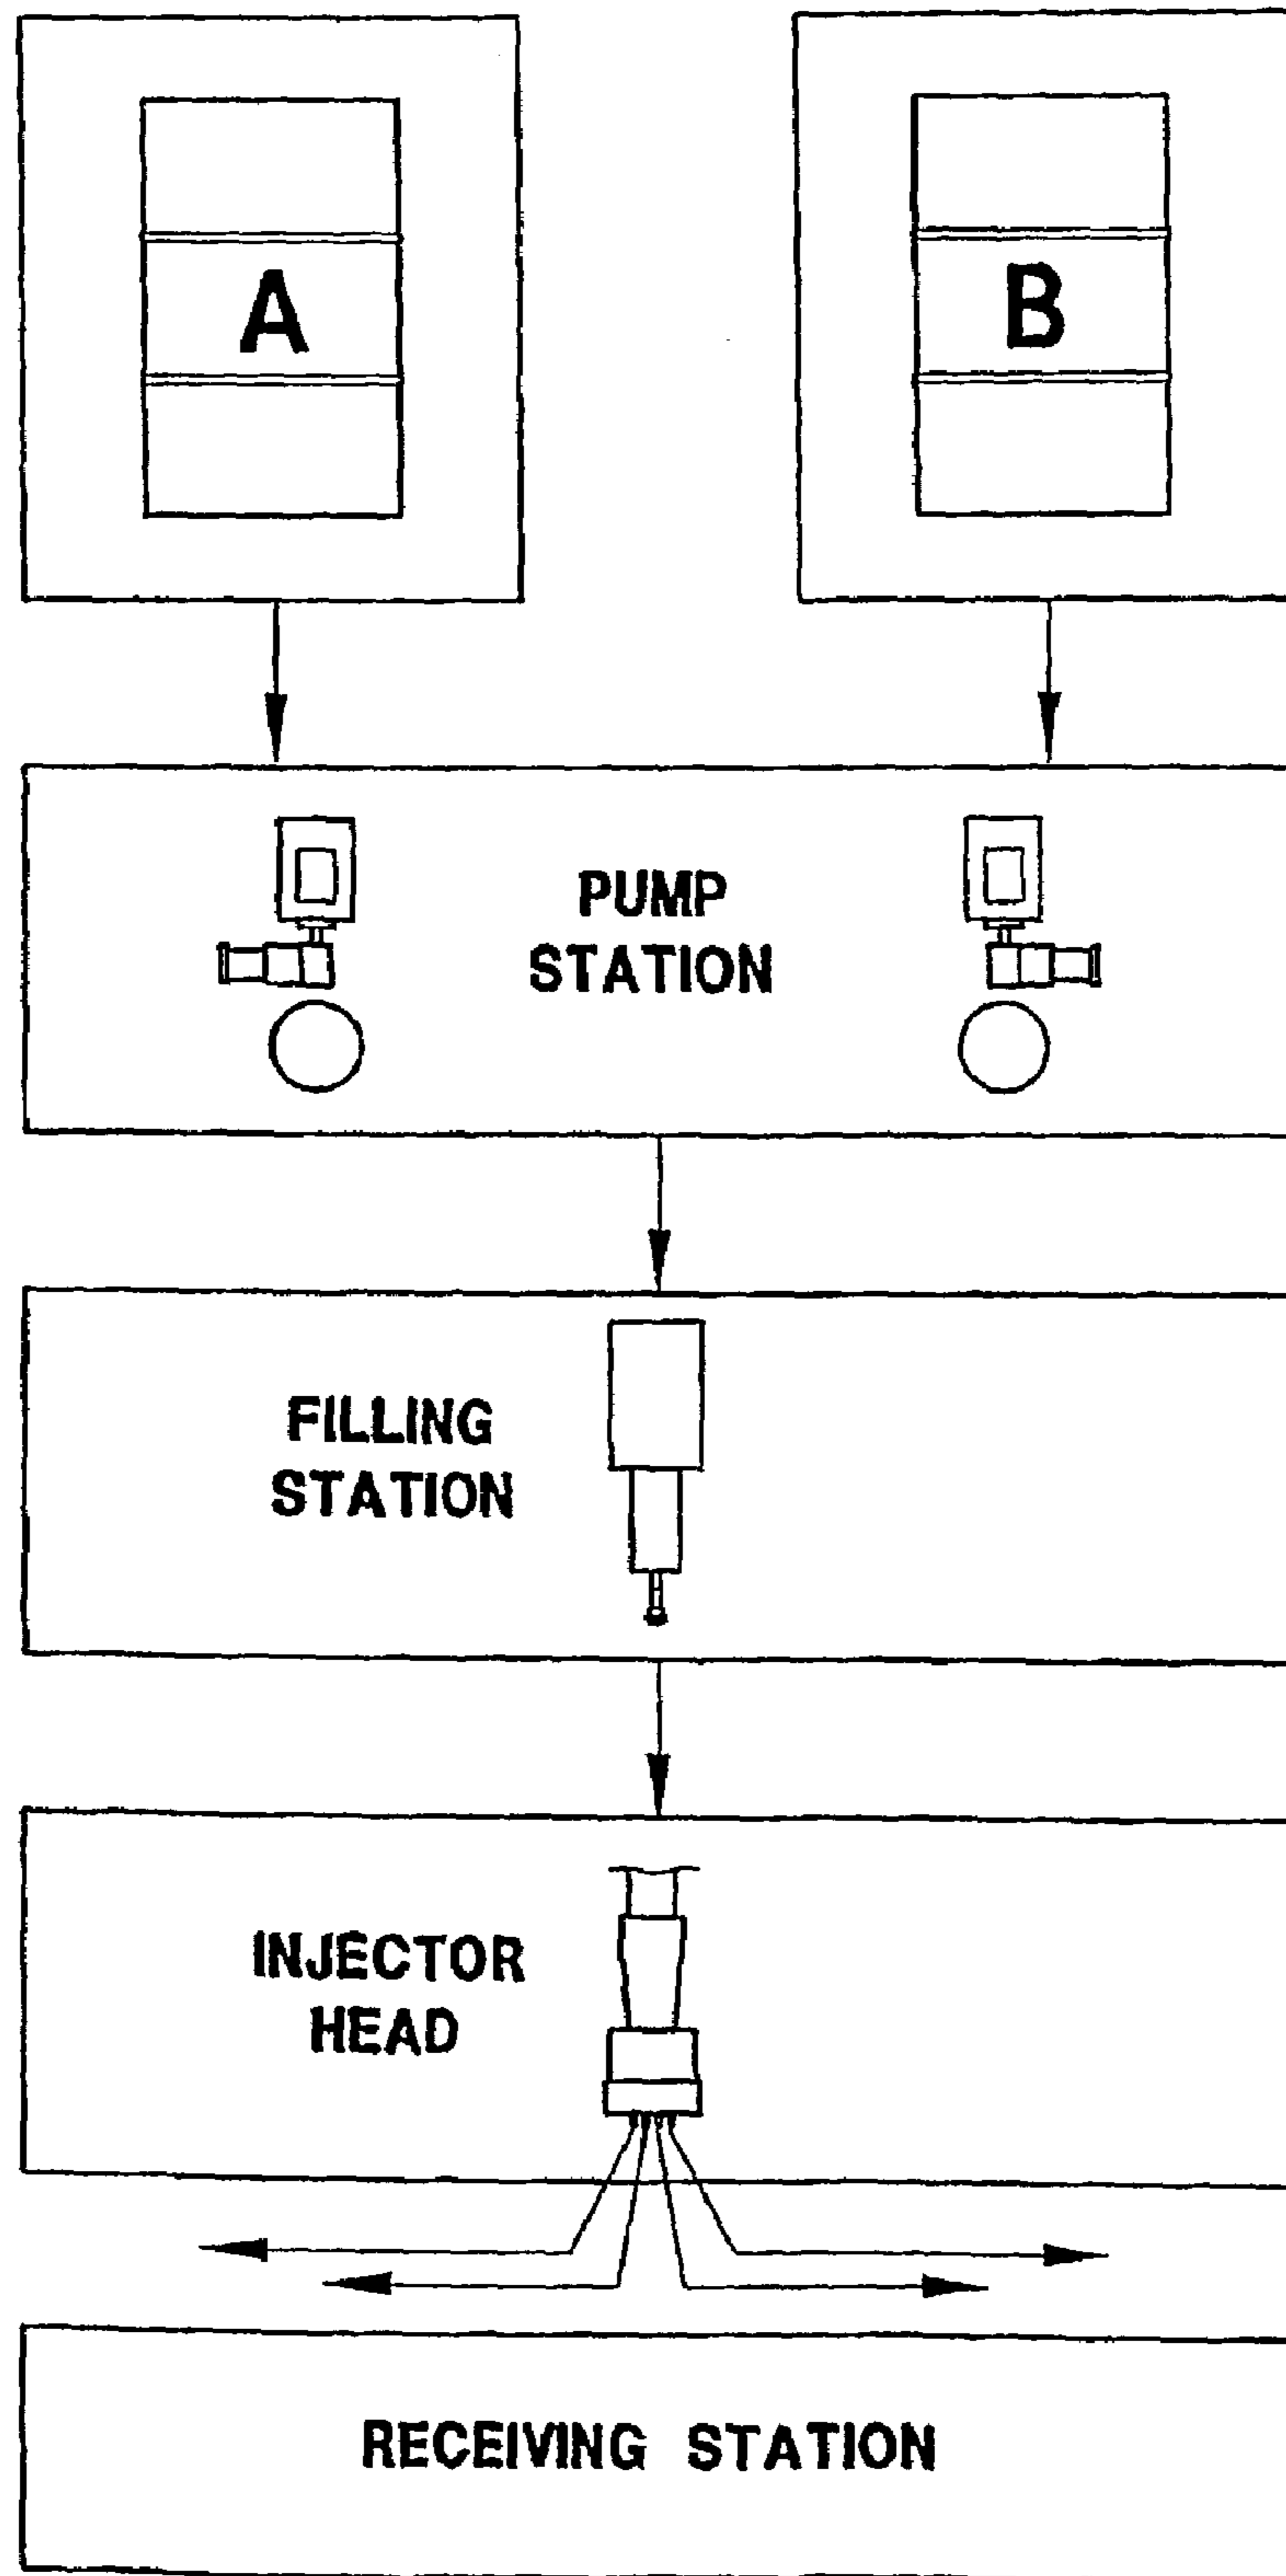 A
B
PUMP
STATION
FILLING
STATION
INJECTOR
HEAD
RECEIVING STATION